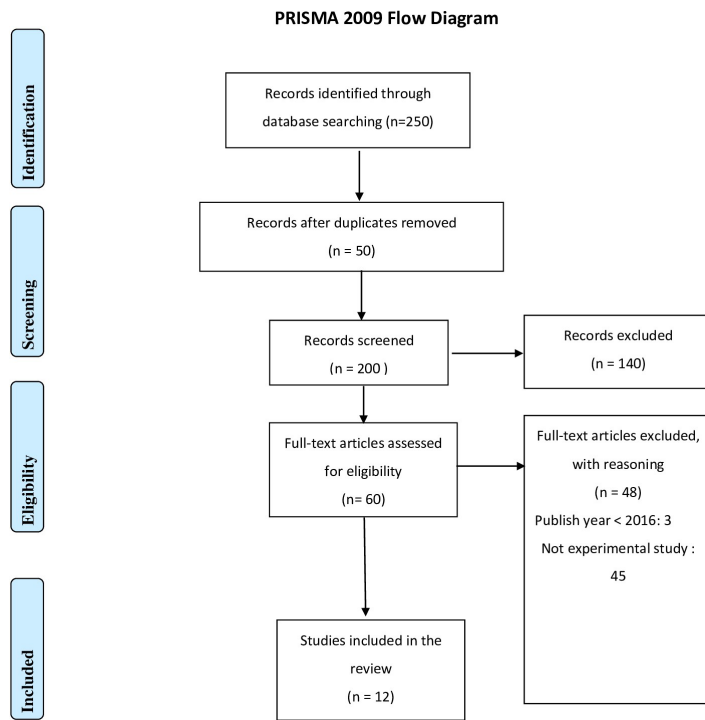 PRISMA 2009 Flow Diagram
Identification
Records identified through
database searching (n=250)
Screening
Records after duplicates removed
(n = 50)
Records screened
(n = 200 )
Records excluded
(n = 140)
Eligibility
Full-text articles assessed
for eligibility
(n= 60)
Full-text articles excluded,
with reasoning
(n = 48)
Publish year < 2016: 3
Not experimental study :
45
Included
Studies included in the
review
(n = 12)